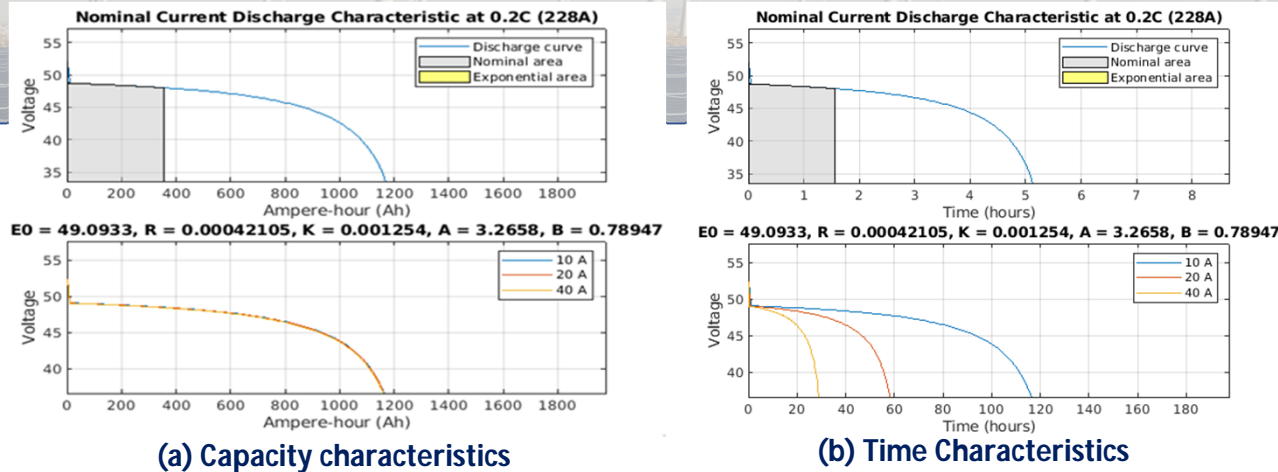 Nominal Current Discharge Characteristic at 0.2C (228A)
55
50
45
40
35
Voltage
Discharge curve
Nominal area
Exponential area
0 200 400 600 800 1000 1200 1400 1600 1800
Ampere-hour (Ah)
E0 = 49.0933, R = 0.00042105, K = 0.001254, A = 3.2658, B = 0.78947
55
50
45
40
Voltage
10 A
20 A
40 A
0 200 400 600 800 1000 1200 1400 1600 1800
Ampere-hour (Ah)
(a) Capacity characteristics
Nominal Current Discharge Characteristic at 0.2C (228A)
55
50
45
40
35
Voltage
Discharge curve
Nominal area
Exponential area
0 1 2 3 4 5 6 7 8
Time (hours)
E0 = 49.0933, R = 0.00042105, K = 0.001254, A = 3.2658, B = 0.78947
55
50
45
40
Voltage
10 A
20 A
40 A
0 20 40 60 80 100 120 140 160 180
Time (hours)
(b) Time Characteristics